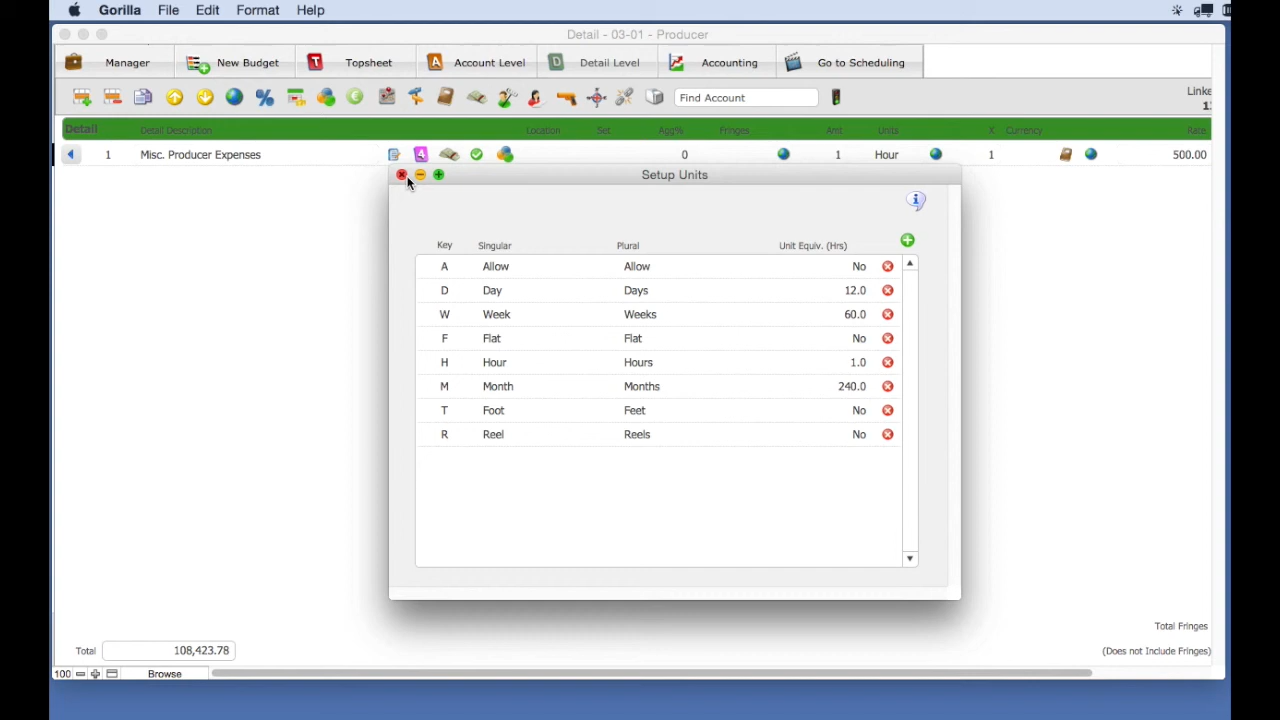 Gorilla File Edit Format Help
Detail - 03-01 - Producer
Manager New Budget T Topsheet A Account Level D Detail Level Accounting Go to Scheduling
Find Account Linke
Detail Detail Description Location Set Agg% Fringes Amt Units X Currency Rate
1 Misc. Producer Expenses 0 1 Hour 1 500.00
Setup Units
Key Singular Plural Unit Equiv. (Hrs)
A Allow Allow No
D Day Days 12.0
W Week Weeks 60.0
F Flat Flat No
H Hour Hours 1.0
M Month Months 240.0
T Foot Feet No
R Reel Reels No
Total Fringes
Total 108,423.78 (Does not Include Fringes)
100 Browse